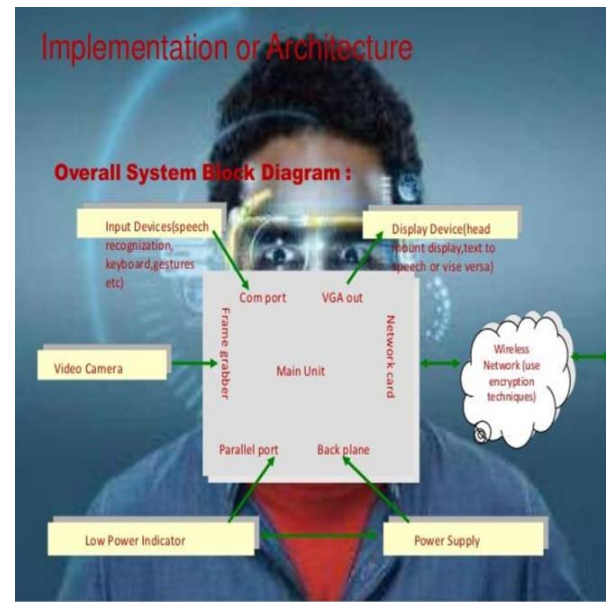 Implementation or Architecture
Overall System Block Diagram :
Input Devices(speech
recognization,
keyboard,gestures
etc)
Display Device(head
mount display,text to
speech or vise versa)
Com port
VGA out
Frame grabber
Network card
Main Unit
Video Camera
Wireless
Network (use
encryption
techniques)
Parallel port
Back plane
Low Power Indicator
Power Supply